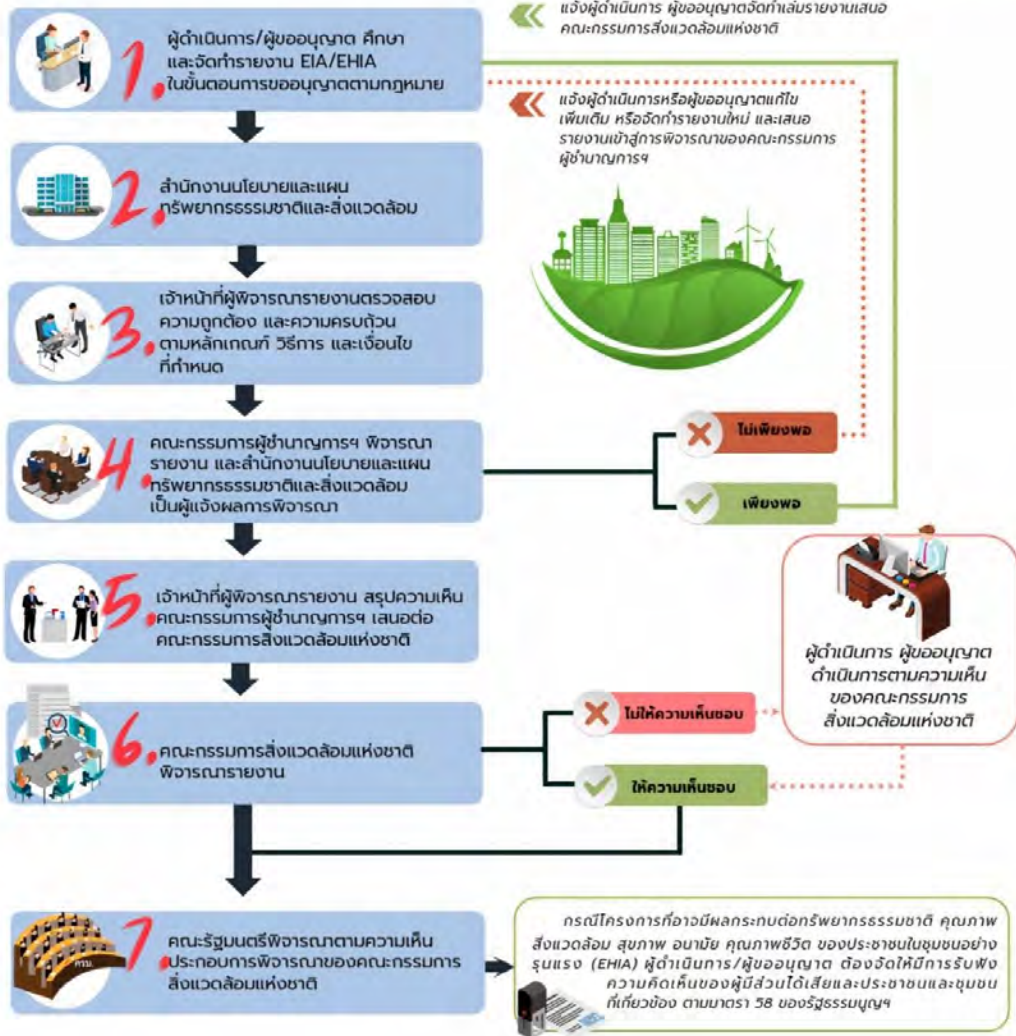 แจ้งผู้ดำเนินการ ผู้ขออนุญาตจัดทำเล่มรายงานเสนอ
คณะกรรมการสิ่งแวดล้อมแห่งชาติ
1.
ผู้ดำเนินการ/ผู้ขออนุญาต ศึกษา
และจัดทำรายงาน EIA/EHIA
ในขั้นตอนการขออนุญาตตามกฎหมาย
แจ้งผู้ดำเนินการหรือผู้ขออนุญาตแก้ไข
เพิ่มเติม หรือจัดทำรายงานใหม่ และเสนอ
รายงานเข้าสู่การพิจารณาของคณะกรรมการ
ผู้ชำนาญการฯ
2.
สำนักงานนโยบายและแผน
ทรัพยากรธรรมชาติและสิ่งแวดล้อม
3.
เจ้าหน้าที่ผู้พิจารณารายงานตรวจสอบ
ความถูกต้อง และความครบถ้วน
ตามหลักเกณฑ์ วิธีการ และเงื่อนไข
ที่กำหนด
4.
คณะกรรมการผู้ชำนาญการฯ พิจารณา
รายงาน และสำนักงานนโยบายและแผน
ทรัพยากรธรรมชาติและสิ่งแวดล้อม
เป็นผู้แจ้งผลการพิจารณา
ไม่เพียงพอ
เพียงพอ
5.
เจ้าหน้าที่ผู้พิจารณารายงาน สรุปความเห็น
คณะกรรมการผู้ชำนาญการฯ เสนอต่อ
คณะกรรมการสิ่งแวดล้อมแห่งชาติ
ผู้ดำเนินการ ผู้ขออนุญาต
ดำเนินการตามความเห็น
ของคณะกรรมการ
สิ่งแวดล้อมแห่งชาติ
6.
คณะกรรมการสิ่งแวดล้อมแห่งชาติ
พิจารณารายงาน
ไม่ให้ความเห็นชอบ
ให้ความเห็นชอบ
7
ครม.
คณะรัฐมนตรีพิจารณาตามความเห็น
ประกอบการพิจารณาของคณะกรรมการ
สิ่งแวดล้อมแห่งชาติ
กรณีโครงการที่อาจมีผลกระทบต่อทรัพยากรธรรมชาติ คุณภาพ
สิ่งแวดล้อม สุขภาพ อนามัย คุณภาพชีวิต ของประชาชนในชุมชนอย่าง
รุนแรง (EHIA) ผู้ดำเนินการ/ผู้ขออนุญาต ต้องจัดให้มีการรับฟัง
ความคิดเห็นของผู้มีส่วนได้เสียและประชาชนและชุมชน
ที่เกี่ยวข้อง ตามมาตรา 58 ของรัฐธรรมนูญฯ